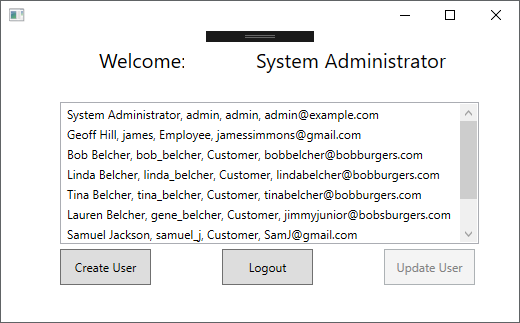 Welcome: System Administrator
System Administrator, admin, admin, admin@example.com
Geoff Hill, james, Employee, jamessimmons@gmail.com
Bob Belcher, bob_belcher, Customer, bobbelcher@bobburgers.com
Linda Belcher, linda_belcher, Customer, lindabelcher@bobburgers.com
Tina Belcher, tina_belcher, Customer, tinabelcher@bobburgers.com
Lauren Belcher, gene_belcher, Customer, jimmyjunior@bobsburgers.com
Samuel Jackson, samuel_j, Customer, SamJ@gmail.com
Create User Logout Update User